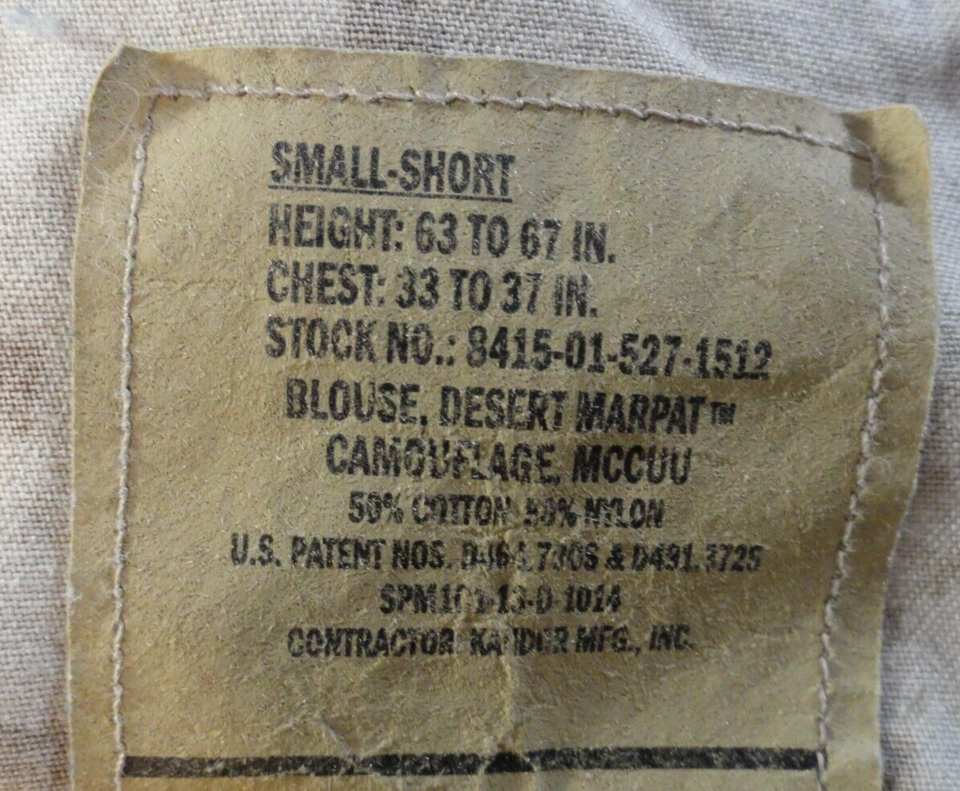 SMALL-SHORT
HEIGHT: 63 TO 67 IN.
CHEST: 33 TO 37 IN.
STOCK NO.: 8415-01-527-1512
BLOUSE, DESERT MARPAT™
CAMOUFLAGE, MCCUU
50% COTTON 50% NYLON
U.S. PATENT NOS. &
CONTRACTOR MFG., INC.